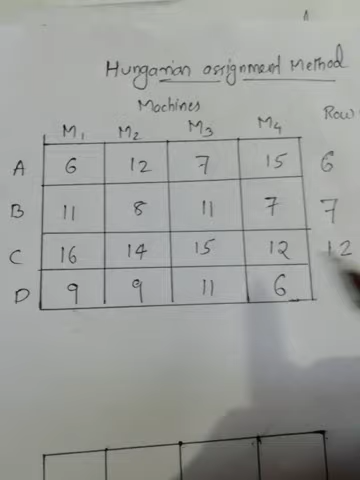 Hungarian assignment Method
Machines
M1 M2 M3 M4 Row
A 6 12 7 15 6
B 11 8 11 7 7
C 16 14 15 12 12
D 9 9 11 6